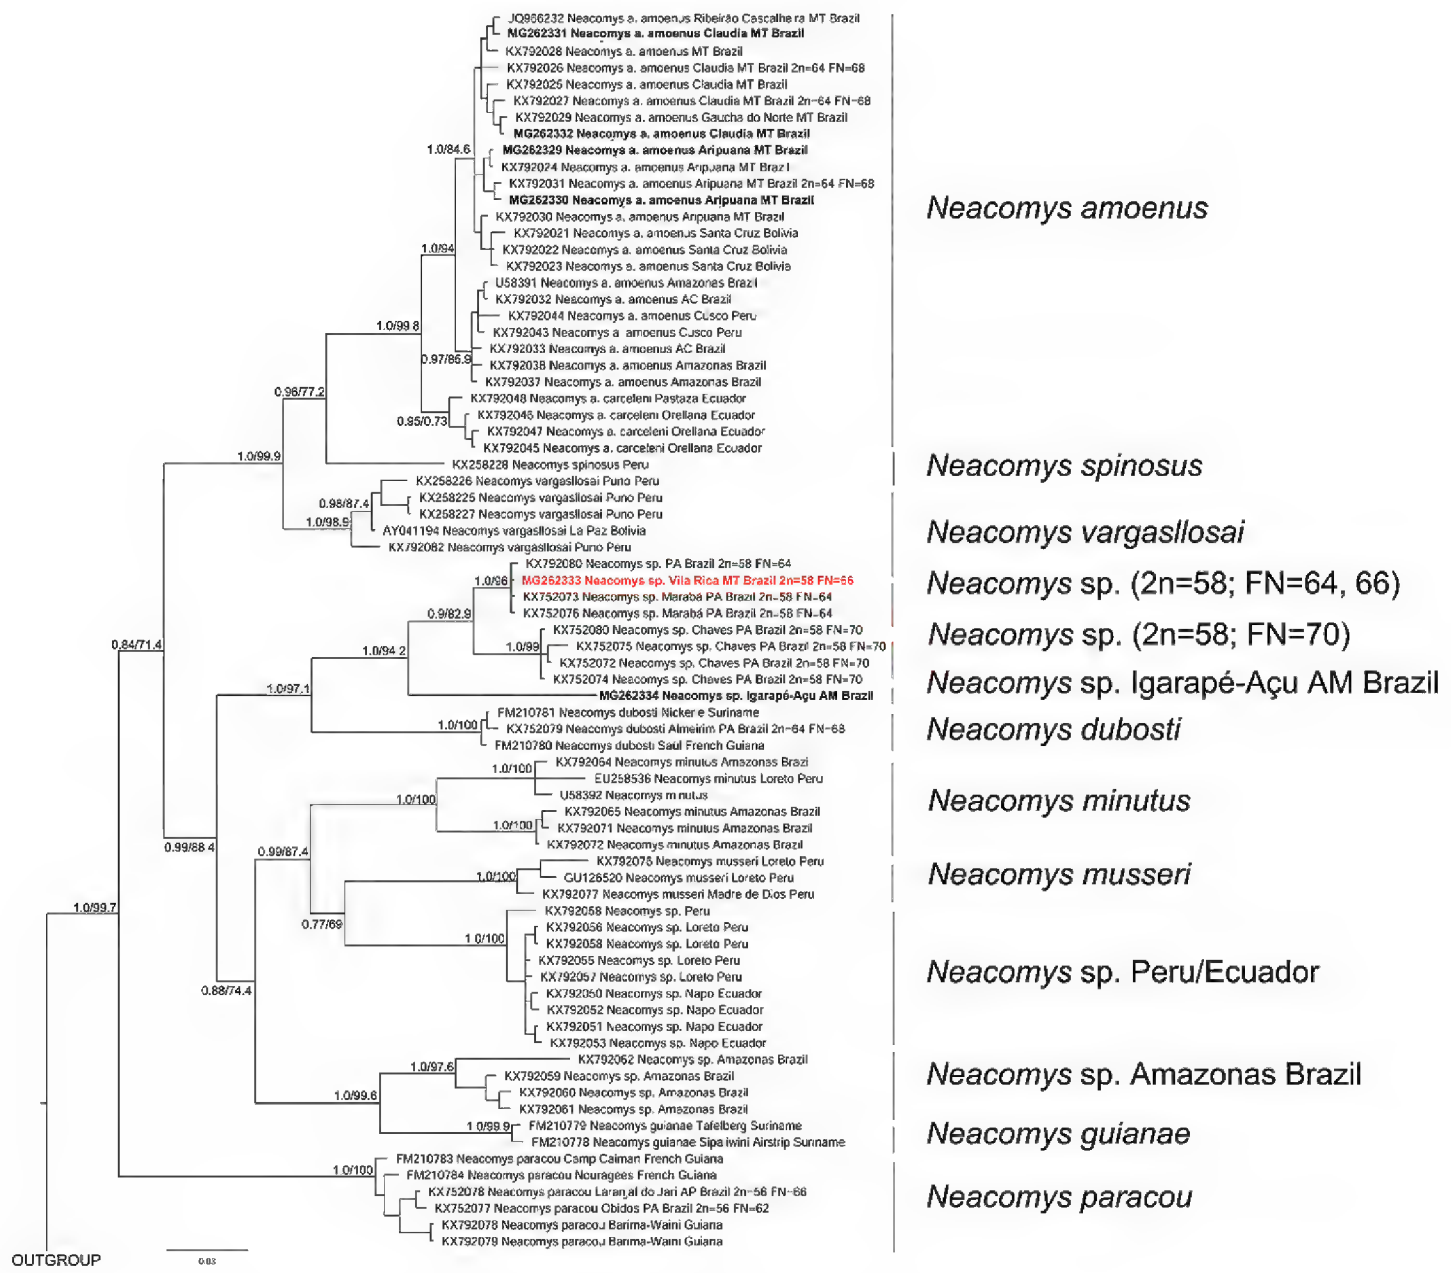 JQ966232 Neacomys a. amoenus Ribeirão Cascalheira MT Brazil
MG262331 Neacomys a. amoenus Claudia MT Brazil
KX792028 Neacomys a. amoenus MT Brazil
KX792026 Neacomys a. amoenus Claudia MT Brazil 2n=64 FN=68
KX792025 Neacomys a. amoenus Claudia MT Brazil
KX792027 Neacomys a. amoenus Claudia MT Brazil 2n=64 FN=68
KX792029 Neacomys a. amoenus Gaucha do Norte MT Brazil
MG262332 Neacomys a. amoenus Claudia MT Brazil
1.0/84.6
MG262329 Neacomys a. amoenus Aripuana MT Brazil
KX792024 Neacomys a. amoenus Aripuana MT Brazil
KX792031 Neacomys a. amoenus Aripuana MT Brazil 2n=64 FN=68
MG262330 Neacomys a. amoenus Aripuana MT Brazil
Neacomys amoenus
KX792030 Neacomys a. amoenus Aripuana MT Brazil
KX792021 Neacomys a. amoenus Santa Cruz Bolivia
1.0/94
KX792022 Neacomys a. amoenus Santa Cruz Bolivia
KX792023 Neacomys a. amoenus Santa Cruz Bolivia
U58391 Neacomys a. amoenus Amazonas Brazil
KX792032 Neacomys a. amoenus AC Brazil
KX792044 Neacomys a. amoenus Cusco Peru
1.0/99.8
KX792043 Neacomys a amoenus Cusco Peru
KX792033 Neacomys a. amoenus AC Brazil
0.97/85.9
KX792038 Neacomys a. amoenus Amazonas Brazil
KX792037 Neacomys a. amoenus Amazonas Brazil
0.96/77.2
KX792048 Neacomys a. carceleni Pastaza Ecuador
KX792046 Neacomys a. carceleni Orellana Ecuador
0.95/0.73
KX792047 Neacomys a. carceleni Orellana Ecuador
KX792045 Neacomys a. carceleni Orellana Ecuador
1.0/99.9
KX258228 Neacomys spinosus Peru
Neacomys spinosus
KX258226 Neacomys vargasllosai Puno Peru
KX258225 Neacomys vargasllosai Puno Peru
0.98/87.4
KX258227 Neacomys vargasllosai Puno Peru
1.0/98.9
AY041194 Neacomys vargasllosai La Paz Bolivia
Neacomys vargasllosai
KX792082 Neacomys vargasllosai Puno Peru
KX792080 Neacomys sp. PA Brazil 2n=58 FN=64
1.0/96
MG262333 Neacomys sp. Vila Rica MT Brazil 2n=58 FN=66
Neacomys sp. (2n=58; FN=64, 66)
KX752073 Neacomys sp. Marabá PA Brazil 2n=58 FN=64
KX752076 Neacomys sp. Marabá PA Brazil 2n=58 FN=64
0.9/82.9
KX752080 Neacomys sp. Chaves PA Brazil 2n=58 FN=70
Neacomys sp. (2n=58; FN=70)
0.84/71.4
1.0/99
KX752075 Neacomys sp. Chaves PA Brazil 2n=58 FN=70
1.0/94.2
KX752072 Neacomys sp. Chaves PA Brazil 2n=58 FN=70
KX752074 Neacomys sp. Chaves PA Brazil 2n=58 FN=70
1.0/97.1
MG262334 Neacomys sp. Igarapé-Açu AM Brazil
Neacomys sp. Igarapé-Açu AM Brazil
FM210781 Neacomys dubosti Nickerie Suriname
1.0/100
KX752079 Neacomys dubosti Almeirim PA Brazil 2n=64 FN=68
Neacomys dubosti
FM210780 Neacomys dubosti Saül French Guiana
KX792064 Neacomys minutus Amazonas Brazil
1.0/100
EU258536 Neacomys minutus Loreto Peru
U58392 Neacomys minutus
1.0/100
Neacomys minutus
KX792065 Neacomys minutus Amazonas Brazil
1.0/100
KX792071 Neacomys minutus Amazonas Brazil
KX792072 Neacomys minutus Amazonas Brazil
0.99/88.4
0.99/87.4
KX792076 Neacomys musseri Loreto Peru
1.0/100
GU126520 Neacomys musseri Loreto Peru
Neacomys musseri
KX792077 Neacomys musseri Madre de Dios Peru
1.0/99.7
KX792058 Neacomys sp. Peru
0.77/69
KX792056 Neacomys sp. Loreto Peru
1.0/100
KX792058 Neacomys sp. Loreto Peru
KX792055 Neacomys sp. Loreto Peru
KX792057 Neacomys sp. Loreto Peru
Neacomys sp. Peru/Ecuador
0.88/74.4
KX792050 Neacomys sp. Napo Ecuador
KX792052 Neacomys sp. Napo Ecuador
KX792051 Neacomys sp. Napo Ecuador
KX792053 Neacomys sp. Napo Ecuador
KX792062 Neacomys sp. Amazonas Brazil
1.0/97.6
KX792059 Neacomys sp. Amazonas Brazil
Neacomys sp. Amazonas Brazil
1.0/99.6
KX792060 Neacomys sp. Amazonas Brazil
KX792061 Neacomys sp. Amazonas Brazil
1.0/99.9
FM210779 Neacomys guianae Tafelberg Suriname
Neacomys guianae
FM210778 Neacomys guianae Sipaliwini Airstrip Suriname
FM210783 Neacomys paracou Camp Caiman French Guiana
1.0/100
FM210784 Neacomys paracou Nouragees French Guiana
KX752078 Neacomys paracou Laranjal do Jari AP Brazil 2n=56 FN=66
Neacomys paracou
KX752077 Neacomys paracou Obidos PA Brazil 2n=56 FN=62
KX792078 Neacomys paracou Barima-Waini Guiana
KX792079 Neacomys paracou Barima-Waini Guiana
OUTGROUP
0.03